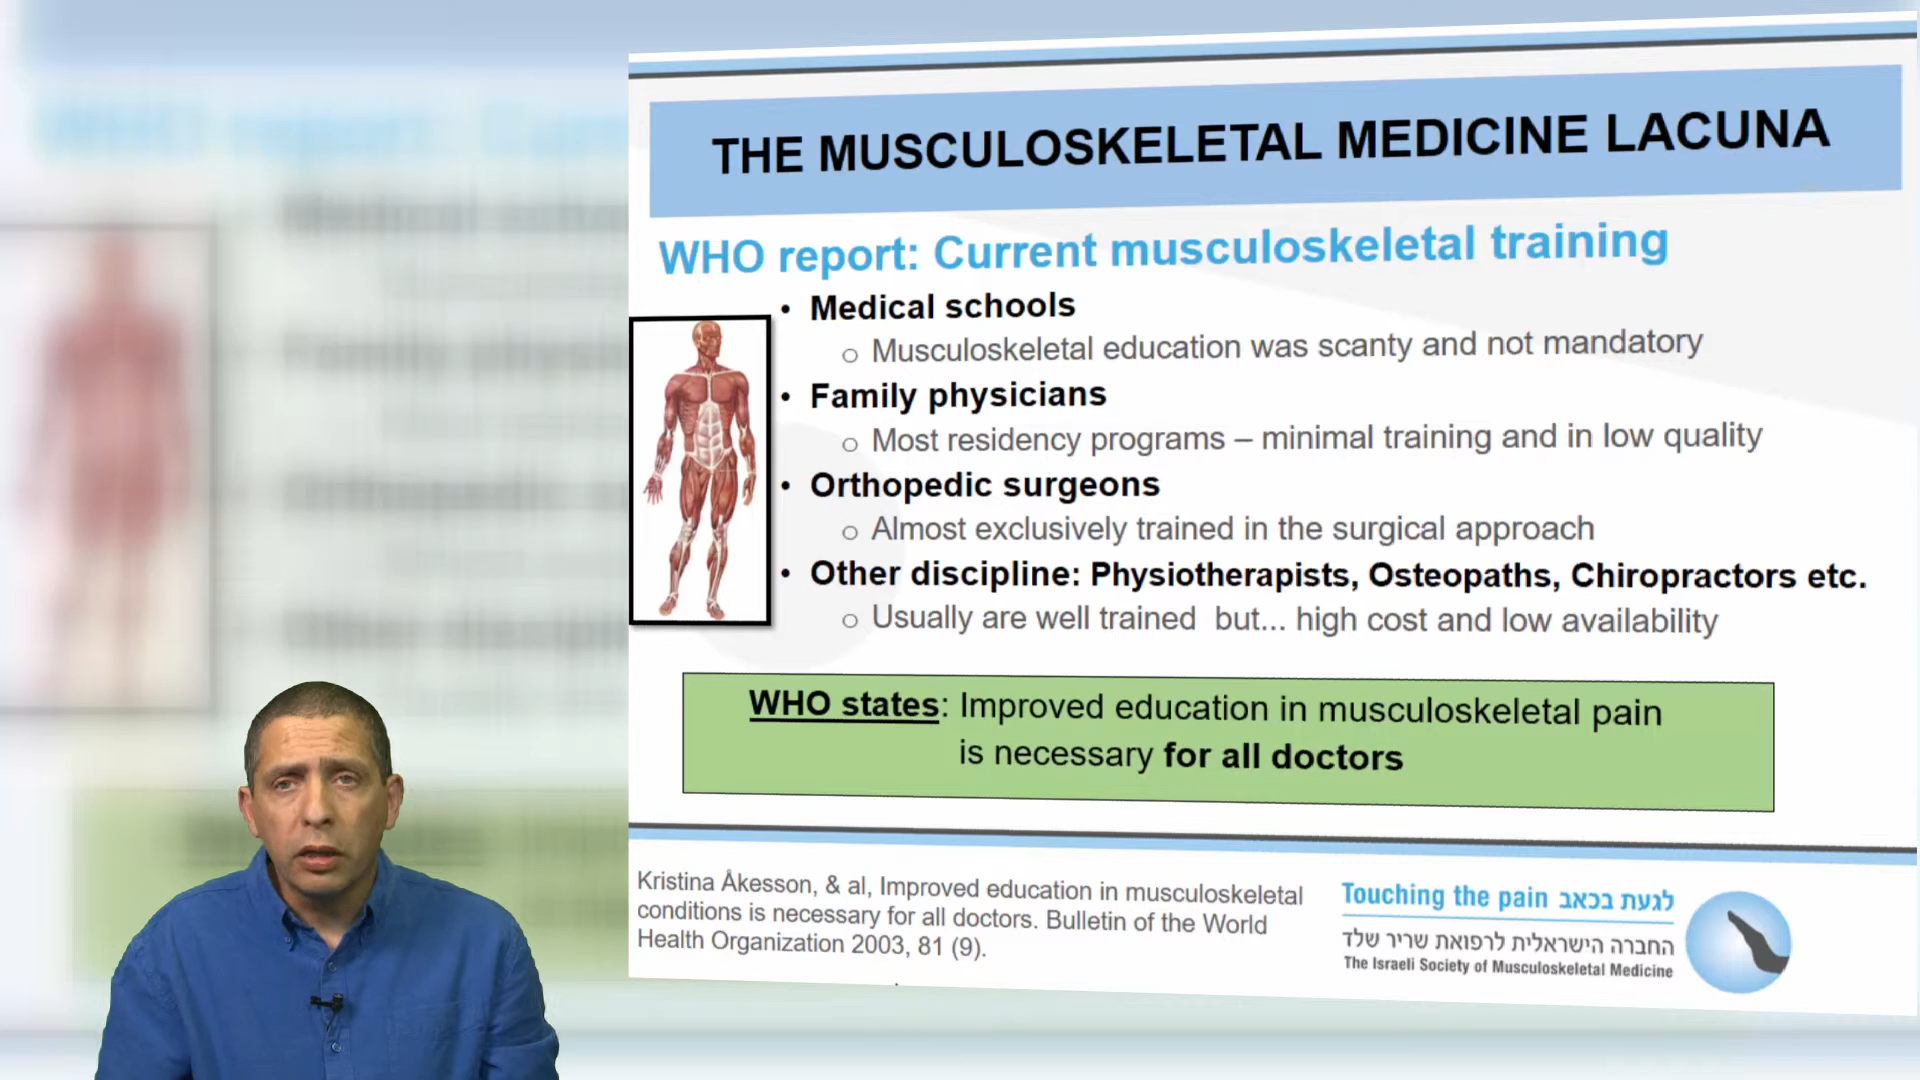 THE MUSCULOSKELETAL MEDICINE LACUNA
WHO report: Current musculoskeletal training
• Medical schools
○ Musculoskeletal education was scanty and not mandatory
• Family physicians
○ Most residency programs – minimal training and in low quality
• Orthopedic surgeons
○ Almost exclusively trained in the surgical approach
• Other discipline: Physiotherapists, Osteopaths, Chiropractors etc.
○ Usually are well trained but... high cost and low availability
WHO states: Improved education in musculoskeletal pain
is necessary for all doctors
Kristina Åkesson, & al, Improved education in musculoskeletal
conditions is necessary for all doctors. Bulletin of the World
Health Organization 2003, 81 (9).
Touching the pain לגעת בכאב
החברה הישראלית לרפואת שריר שלד
The Israeli Society of Musculoskeletal Medicine